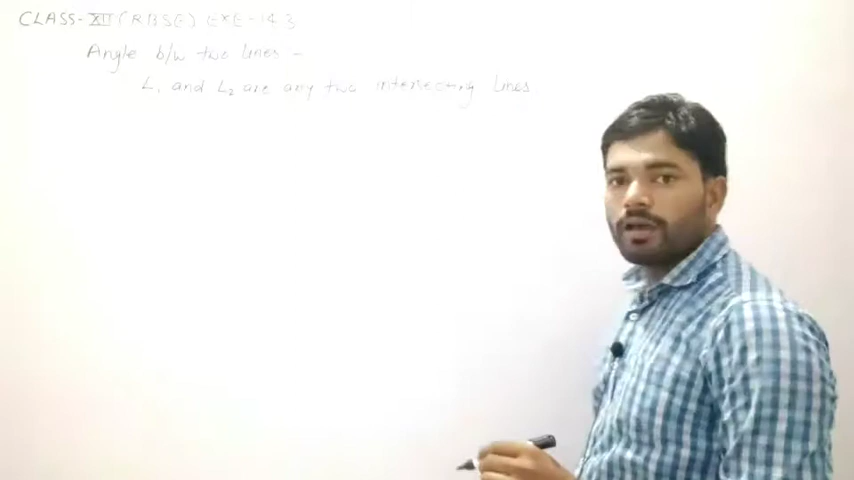 CLASS-XII (RBSE) EXE-14.3
Angle b/w two lines -
L1 and L2 are any two intersecting lines